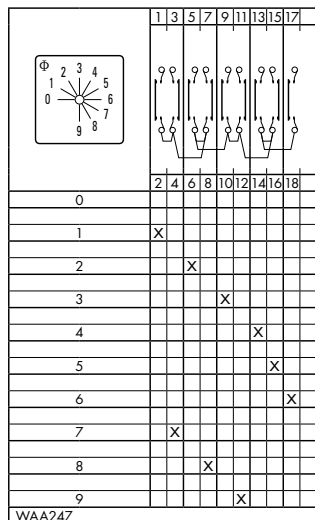 1 3 5 7 9 11 13 15 17
Φ
0 1 2 3 4 5 6 7 8 9
2 4 6 8 10 12 14 16 18
0
1 X
2 X
3 X
4 X
5 X
6 X
7 X
8 X
9 X
WAA247